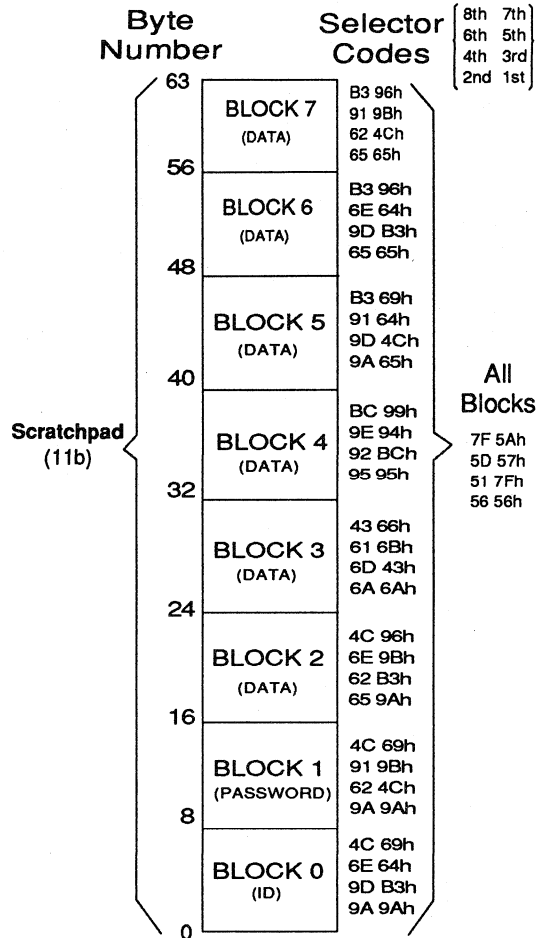 Byte
Number
Selector
Codes
8th 7th
6th 5th
4th 3rd
2nd 1st
63
BLOCK 7
(DATA)
B3 96h
91 9Bh
62 4Ch
65 65h
56
BLOCK 6
(DATA)
B3 96h
6E 64h
9D B3h
65 65h
48
BLOCK 5
(DATA)
B3 69h
91 64h
9D 4Ch
9A 65h
40
BLOCK 4
(DATA)
BC 99h
9E 94h
92 BCh
95 95h
32
BLOCK 3
(DATA)
43 66h
61 6Bh
6D 43h
6A 6Ah
24
BLOCK 2
(DATA)
4C 96h
6E 9Bh
62 B3h
65 9Ah
16
BLOCK 1
(PASSWORD)
4C 69h
91 9Bh
62 4Ch
9A 9Ah
8
BLOCK 0
(ID)
4C 69h
6E 64h
9D B3h
9A 9Ah
0
Scratchpad
(11b)
All
Blocks
7F 5Ah
5D 57h
51 7Fh
56 56h